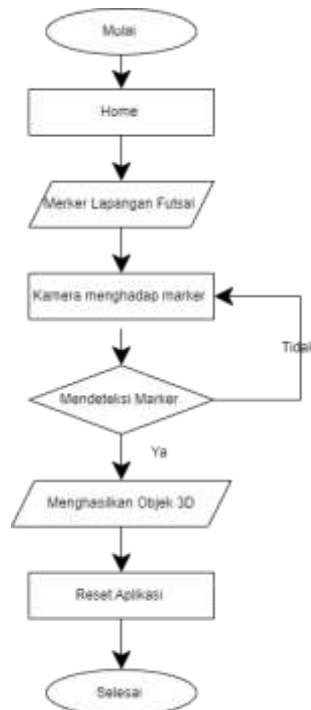 Mulai
Home
Merker Lapangan Futsal
Kamera menghadap marker
Tidak
Mendeteksi Marker
Ya
Menghasilkan Objek 3D
Reset Aplikasi
Selesai